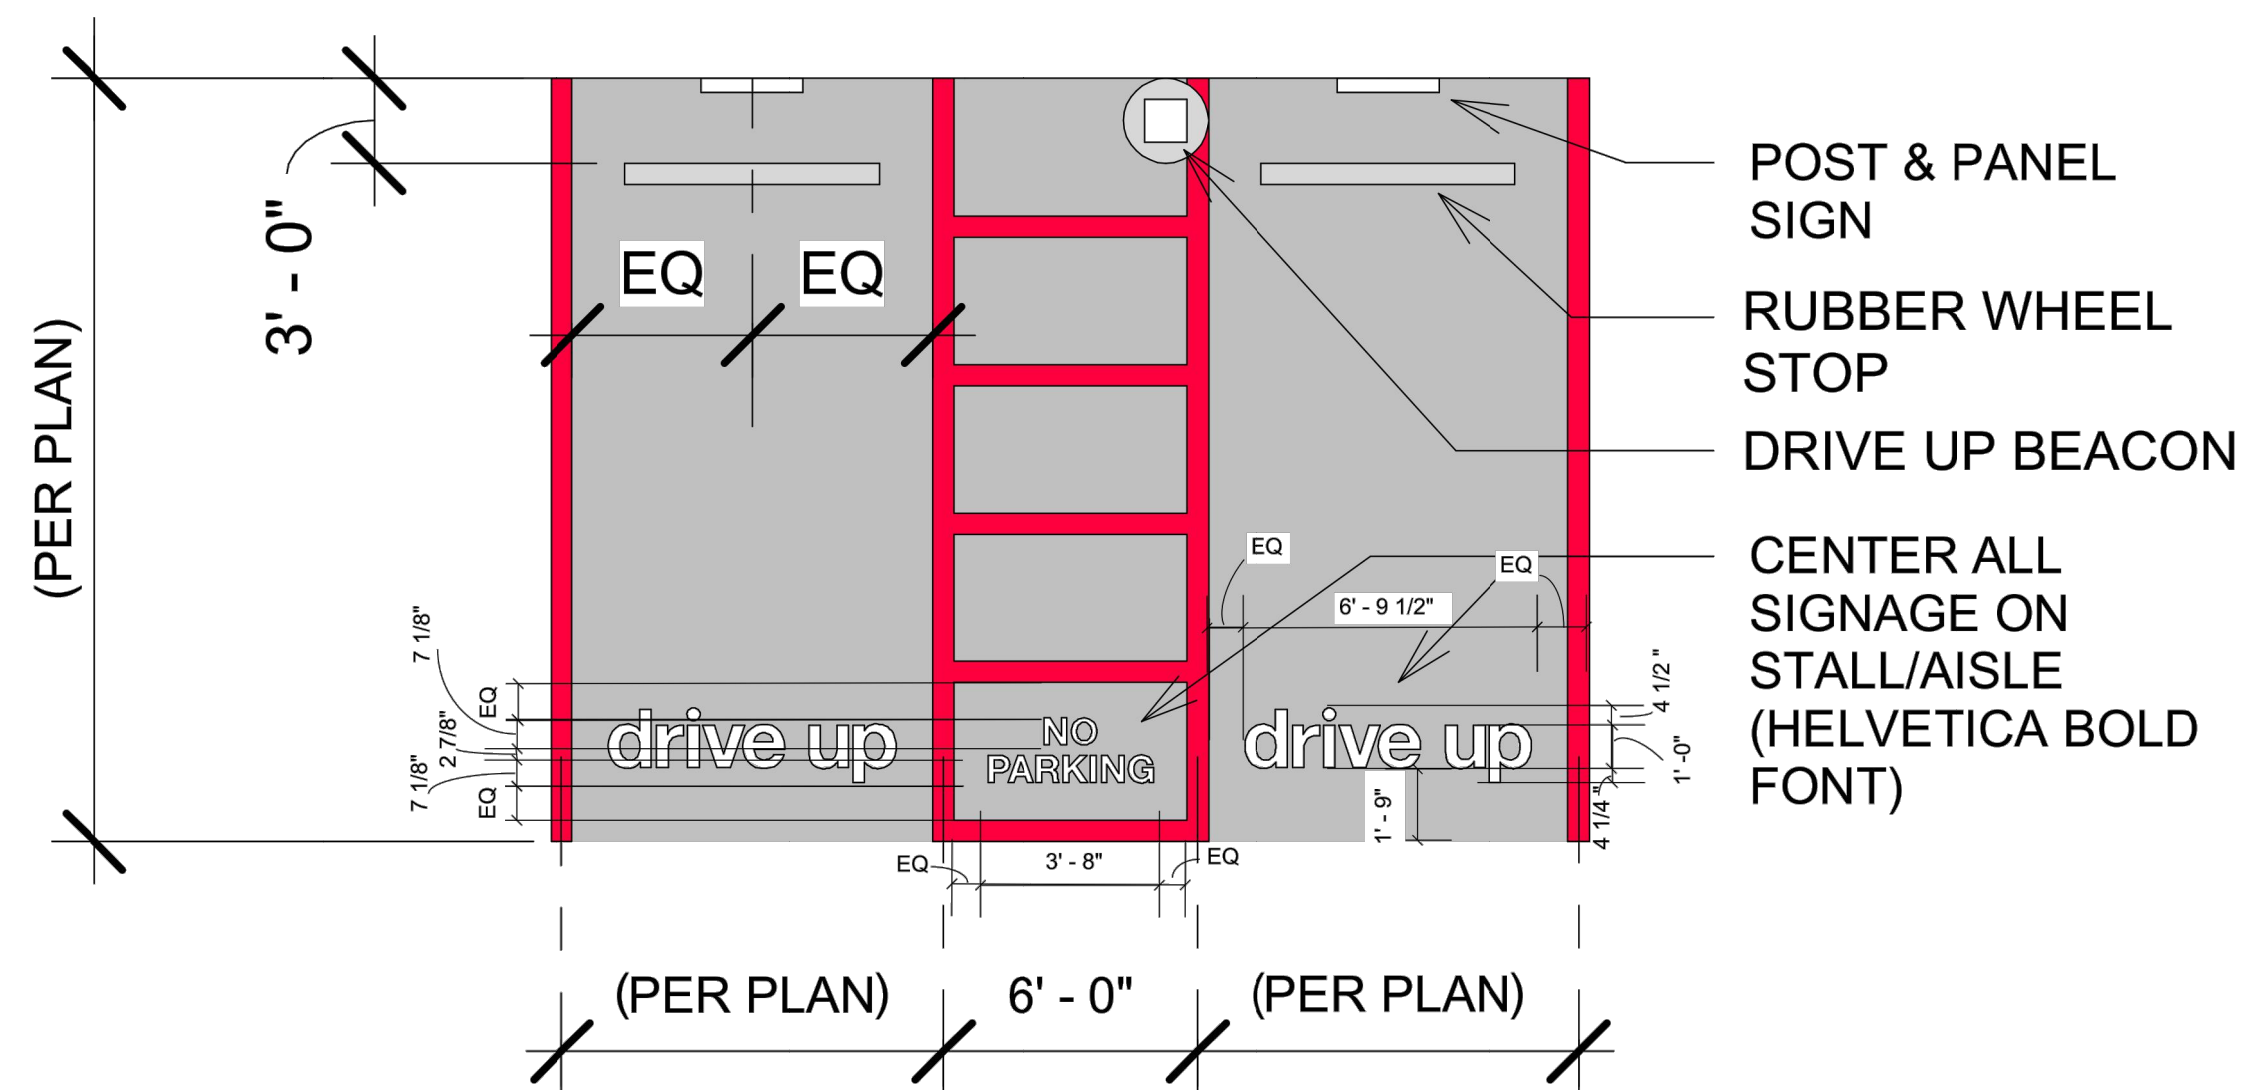 POST & PANEL
SIGN
3' - 0"
EQ
EQ
RUBBER WHEEL
STOP
(PER PLAN)
DRIVE UP BEACON
EQ
EQ
CENTER ALL
SIGNAGE ON
STALL/AISLE
(HELVETICA BOLD
FONT)
6' - 9 1/2"
7 1/8"
EQ
2 7/8"
7 1/8"
EQ
drive up
NO
PARKING
drive up
4 1/2 "
1' -0"
4 1/4 "
1' - 9"
EQ
3' - 8"
EQ
(PER PLAN)
6' - 0"
(PER PLAN)